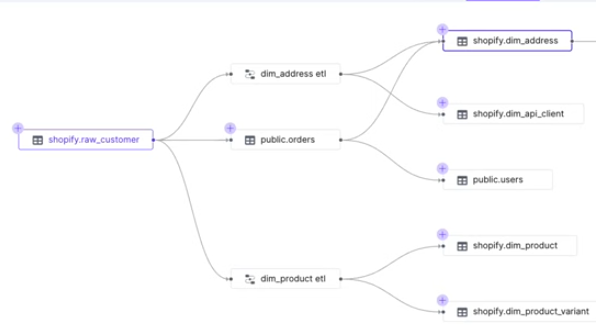 shopify.dim_address
dim_address etl
shopify.dim_api_client
shopify.raw_customer
public.orders
public.users
shopify.dim_product
dim_product etl
shopify.dim_product_variant